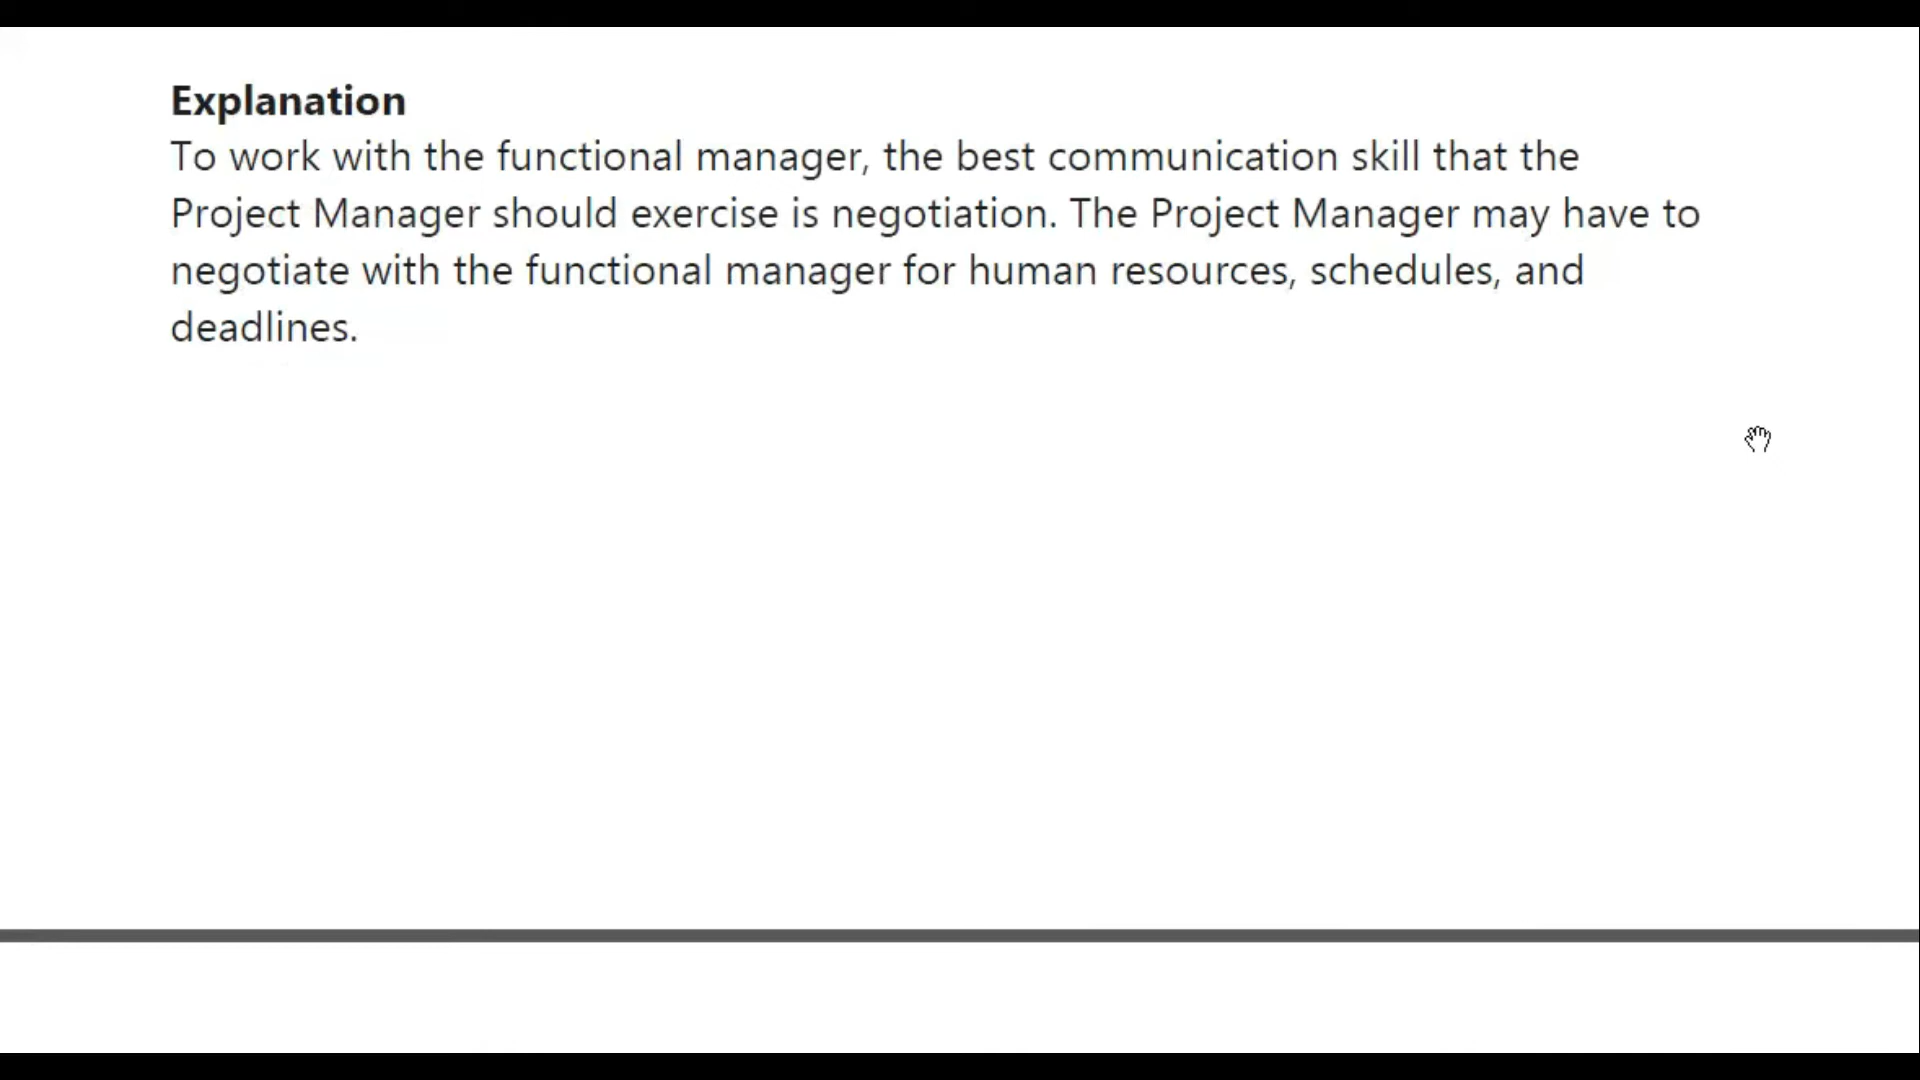 Explanation
To work with the functional manager, the best communication skill that the
Project Manager should exercise is negotiation. The Project Manager may have to
negotiate with the functional manager for human resources, schedules, and
deadlines.